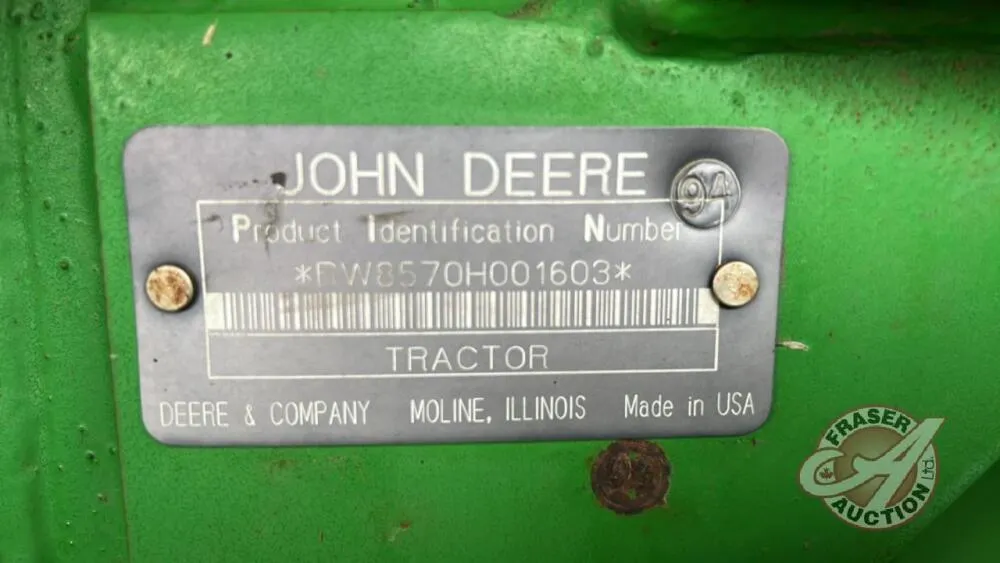 JOHN DEERE
94
Product Identification Number
*RW8570H001603*
TRACTOR
DEERE & COMPANY MOLINE, ILLINOIS Made in USA
FRASER
AUCTION Ltd.